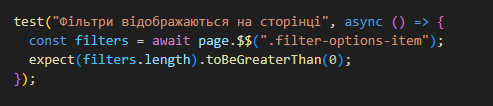 test("Фільтри відображаються на сторінці", async () => {
  const filters = await page.$$(".filter-options-item");
  expect(filters.length).toBeGreaterThan(0);
});